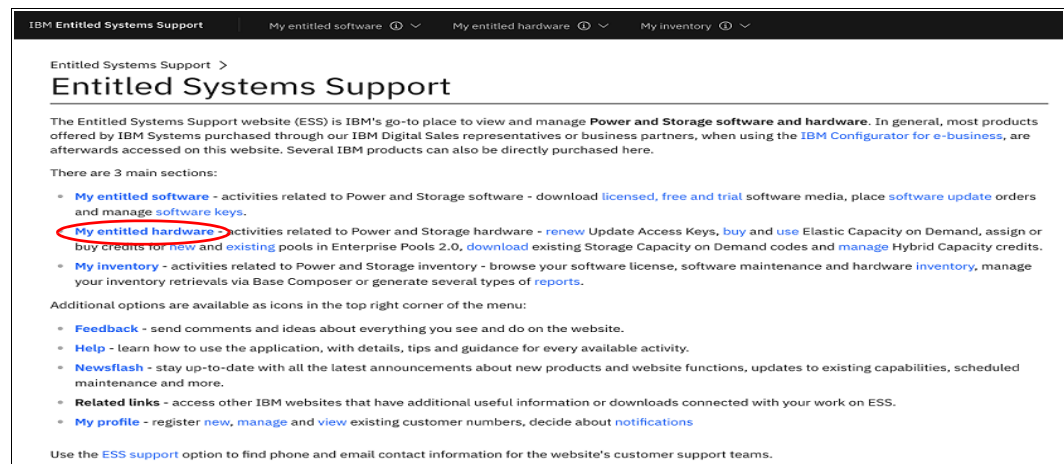 IBM Entitled Systems Support My entitled software My entitled hardware My inventory
Entitled Systems Support >
Entitled Systems Support
The Entitled Systems Support website (ESS) is IBM's go-to place to view and manage Power and Storage software and hardware. In general, most products
offered by IBM Systems purchased through our IBM Digital Sales representatives or business partners, when using the IBM Configurator for e-business, are
afterwards accessed on this website. Several IBM products can also be directly purchased here.
There are 3 main sections:
• My entitled software - activities related to Power and Storage software - download licensed, free and trial software media, place software update orders
and manage software keys.
• My entitled hardware - activities related to Power and Storage hardware - renew Update Access Keys, buy and use Elastic Capacity on Demand, assign or
buy credits for new and existing pools in Enterprise Pools 2.0, download existing Storage Capacity on Demand codes and manage Hybrid Capacity credits.
• My inventory - activities related to Power and Storage inventory - browse your software license, software maintenance and hardware inventory, manage
your inventory retrievals via Base Composer or generate several types of reports.
Additional options are available as icons in the top right corner of the menu:
• Feedback - send comments and ideas about everything you see and do on the website.
• Help - learn how to use the application, with details, tips and guidance for every available activity.
• Newsflash - stay up-to-date with all the latest announcements about new products and website functions, updates to existing capabilities, scheduled
maintenance and more.
• Related links - access other IBM websites that have additional useful information or downloads connected with your work on ESS.
• My profile - register new, manage and view existing customer numbers, decide about notifications
Use the ESS support option to find phone and email contact information for the website's customer support teams.